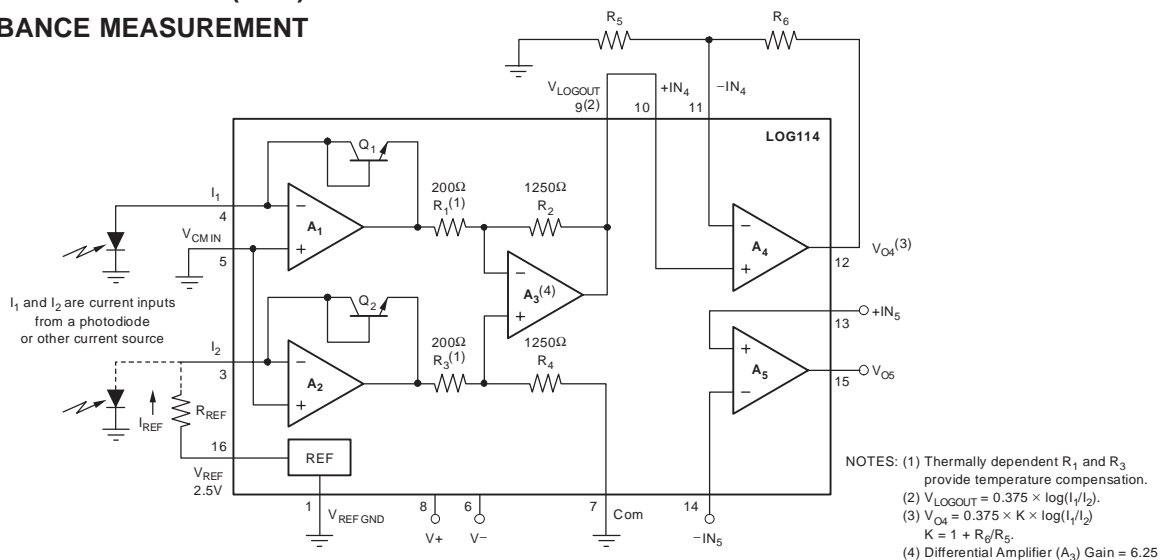 BANCE MEASUREMENT
R5
R6
VLOGOUT
9(2)
+IN4
10
−IN4
11
LOG114
Q1
I1
4
200Ω
R1(1)
1250Ω
R2
A1
VCM IN
5
A4
VO4(3)
12
I1 and I2 are current inputs
from a photodiode
or other current source
A3(4)
Q2
+IN5
13
I2
3
200Ω
R3(1)
1250Ω
R4
A2
A5
VO5
15
IREF
RREF
16
VREF
2.5V
REF
1
VREF GND
8
V+
6
V−
7
Com
14
−IN5
NOTES: (1) Thermally dependent R1 and R3
provide temperature compensation.
(2) VLOGOUT = 0.375 × log(I1/I2).
(3) VO4 = 0.375 × K × log(I1/I2)
K = 1 + R6/R5.
(4) Differential Amplifier (A3) Gain = 6.25